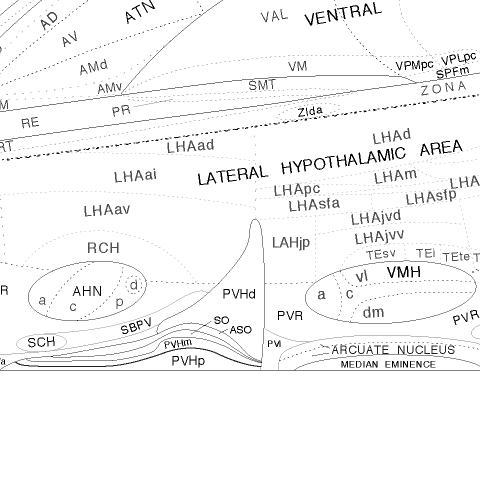 AD
ATN
VAL
VENTRAL
AV
AMd
VM
VPMpc
VPLpc
SPFm
AMv
SMT
ZONA
M
RE
PR
ZIda
RT
LHAad
LHAd
LATERAL HYPOTHALAMIC AREA
LHAai
LHAm
LHA
LHApc
LHAsfa
LHAsfp
LHAav
LHAjvd
LHAjvv
RCH
LAHjp
TEsv
TEi
TEte
T
vl
VMH
d
R
AHN
PVHd
a
c
a
c
p
dm
PVR
PVR
SBPV
SO
ASO
SCH
PVHm
PVi
ARCUATE NUCLEUS
PVHp
MEDIAN EMINENCE